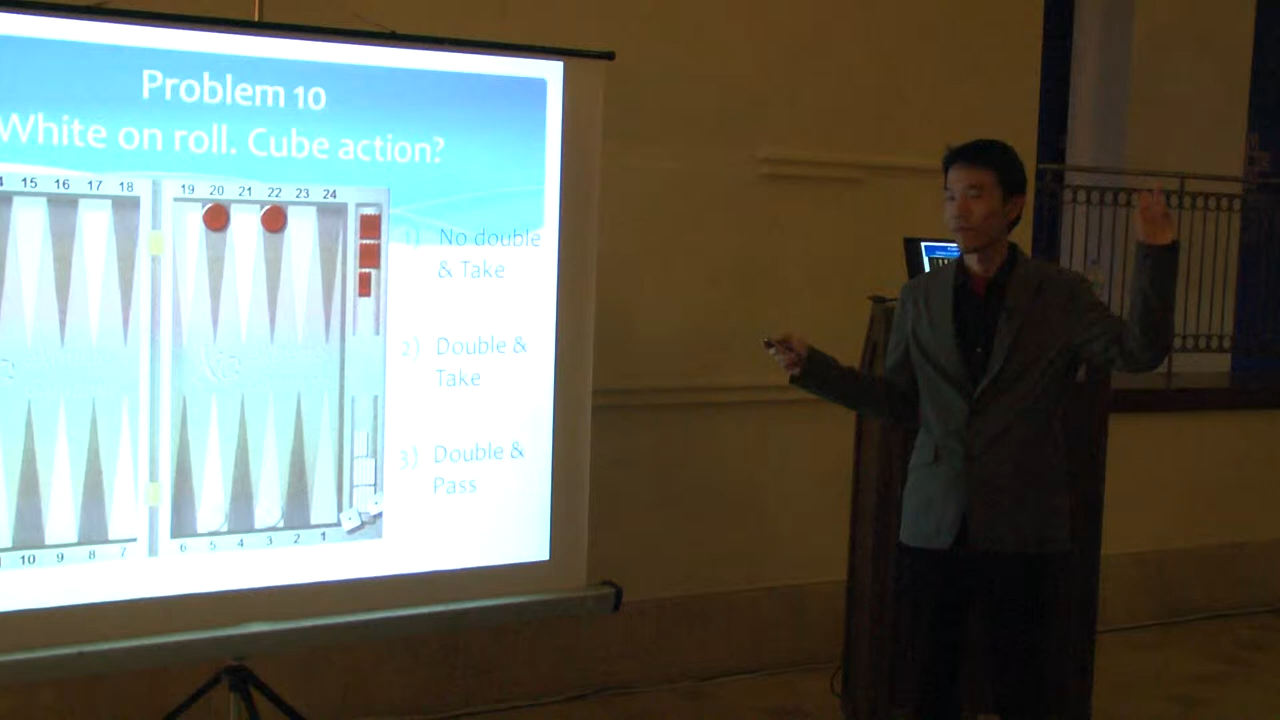 Problem 10
White on roll. Cube action?
15 16 17 18 19 20 21 22 23 24
1) No double
& Take
2) Double &
Take
3) Double &
Pass
10 9 8 7 6 5 4 3 2 1